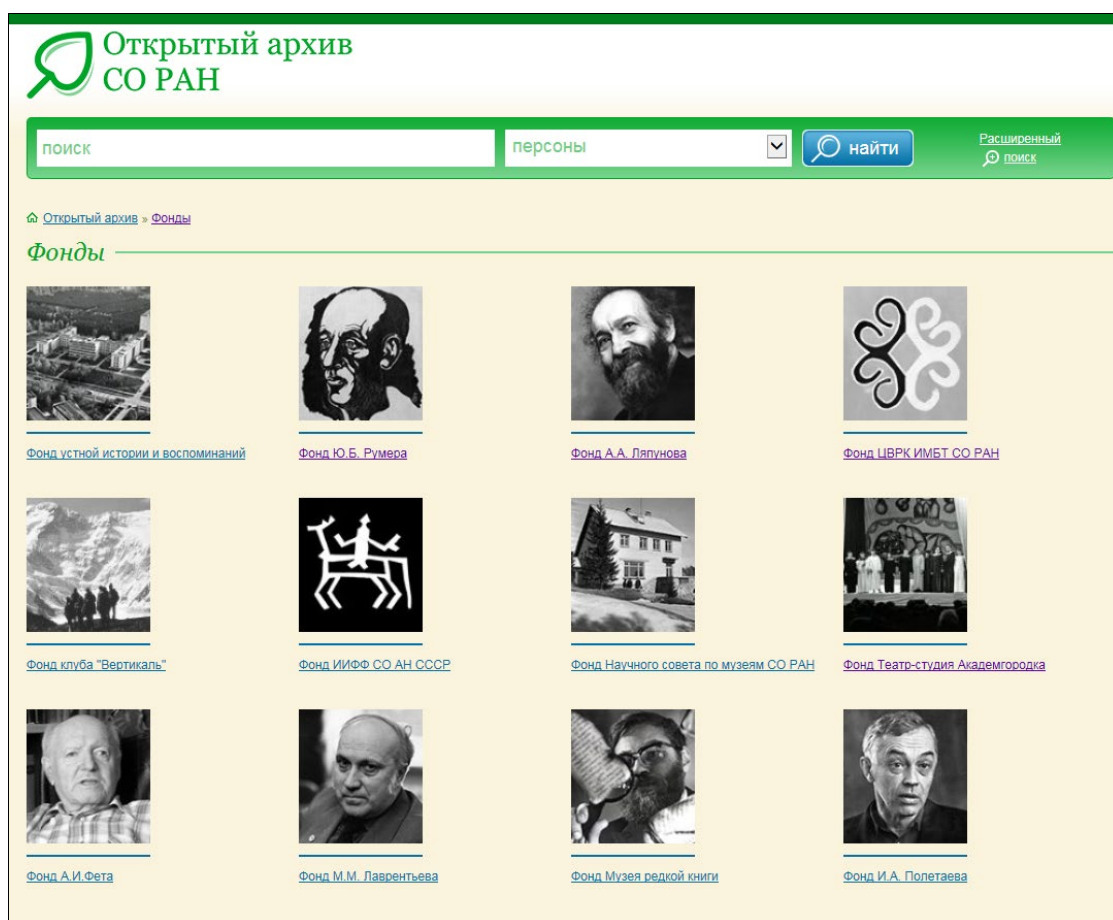 Открытый архив
СО РАН
поиск
персоны
найти
Расширенный
поиск
Открытый архив » Фонды
Фонды
Фонд устной истории и воспоминаний
Фонд Ю.Б. Румера
Фонд А.А. Ляпунова
Фонд ЦВРК ИМБТ СО РАН
Фонд клуба "Вертикаль"
Фонд ИИФФ СО АН СССР
Фонд Научного совета по музеям СО РАН
Фонд Театр-студия Академгородка
Фонд А.И.Фета
Фонд М.М. Лаврентьева
Фонд Музея редкой книги
Фонд И.А. Полетаева